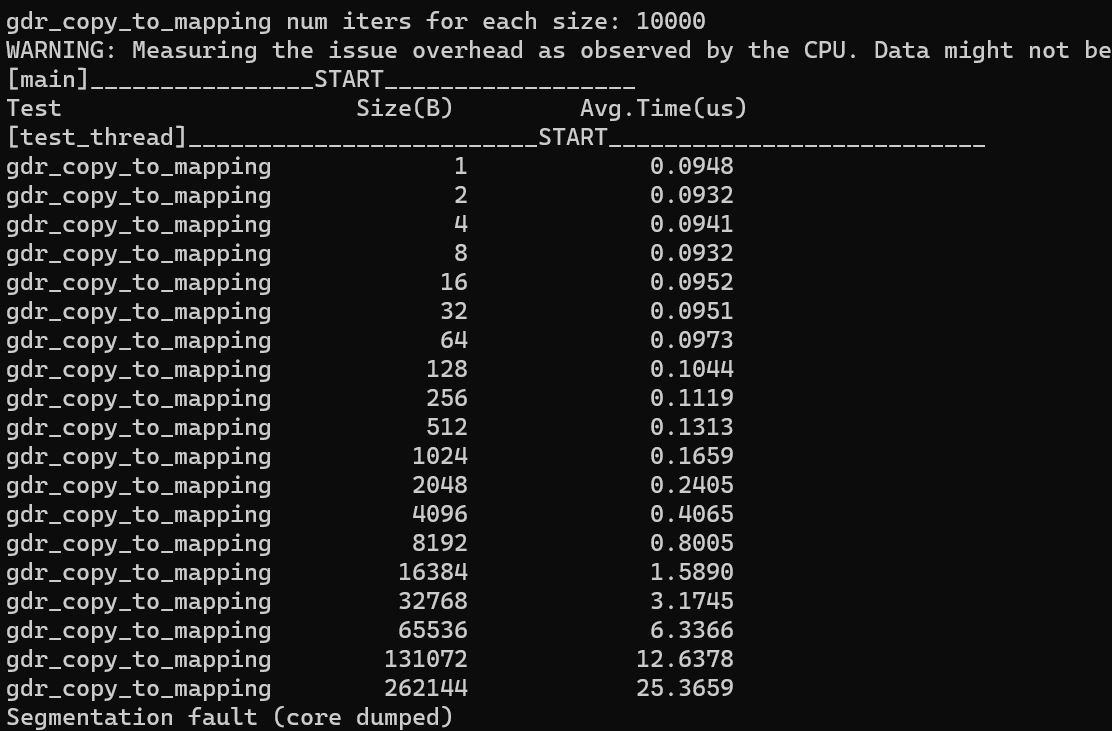 gdr_copy_to_mapping num iters for each size: 10000
WARNING: Measuring the issue overhead as observed by the CPU. Data might not be
[main]________________START__________________
Test Size(B) Avg.Time(us)
[test_thread]_________________________START___________________________
gdr_copy_to_mapping 1 0.0948
gdr_copy_to_mapping 2 0.0932
gdr_copy_to_mapping 4 0.0941
gdr_copy_to_mapping 8 0.0932
gdr_copy_to_mapping 16 0.0952
gdr_copy_to_mapping 32 0.0951
gdr_copy_to_mapping 64 0.0973
gdr_copy_to_mapping 128 0.1044
gdr_copy_to_mapping 256 0.1119
gdr_copy_to_mapping 512 0.1313
gdr_copy_to_mapping 1024 0.1659
gdr_copy_to_mapping 2048 0.2405
gdr_copy_to_mapping 4096 0.4065
gdr_copy_to_mapping 8192 0.8005
gdr_copy_to_mapping 16384 1.5890
gdr_copy_to_mapping 32768 3.1745
gdr_copy_to_mapping 65536 6.3366
gdr_copy_to_mapping 131072 12.6378
gdr_copy_to_mapping 262144 25.3659
Segmentation fault (core dumped)